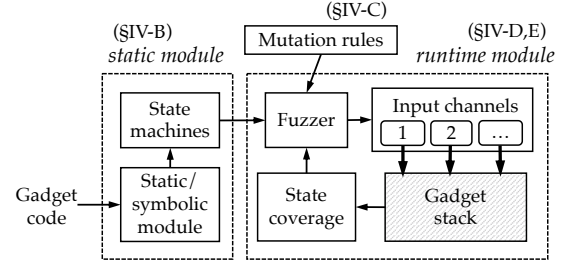 (§IV-B)
static module
(§IV-C)
Mutation rules
(§IV-D,E)
runtime module
State
machines
Fuzzer
Input channels
1
2
...
Gadget
code
Static/
symbolic
module
State
coverage
Gadget
stack